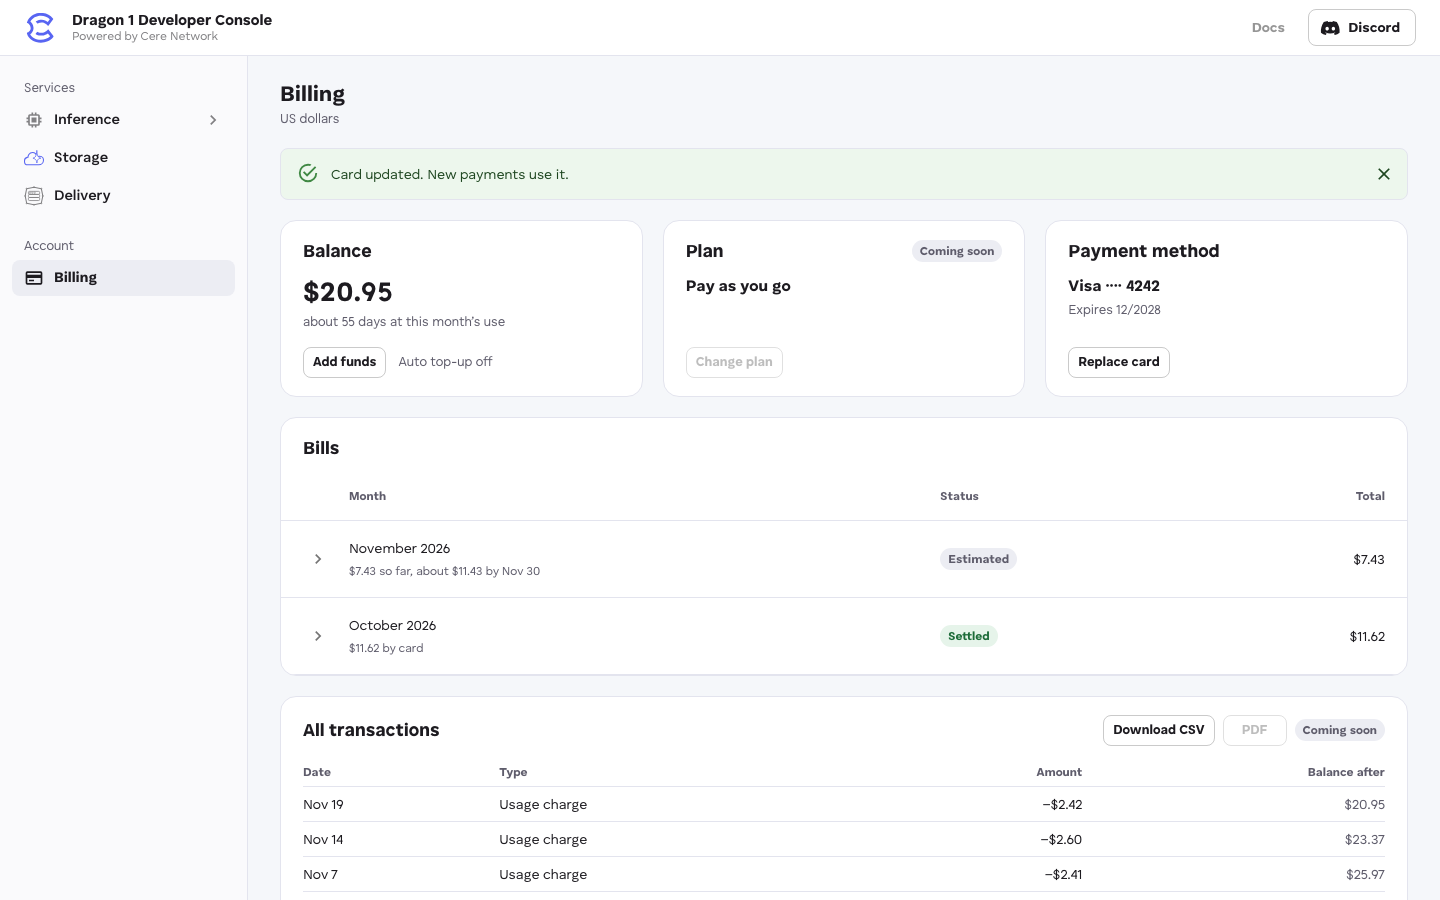 Dragon 1 Developer Console
Powered by Cere Network
Docs
Discord
Services
Inference
Storage
Delivery
Account
Billing
Billing
US dollars
Card updated. New payments use it.
Balance
$20.95
about 55 days at this month's use
Add funds
Auto top-up off
Plan
Coming soon
Pay as you go
Change plan
Payment method
Visa ···· 4242
Expires 12/2028
Replace card
Bills
Month Status Total
November 2026
$7.43 so far, about $11.43 by Nov 30
Estimated
$7.43
October 2026
$11.62 by card
Settled
$11.62
All transactions
Download CSV
PDF
Coming soon
Date Type Amount Balance after
Nov 19 Usage charge −$2.42 $20.95
Nov 14 Usage charge −$2.60 $23.37
Nov 7 Usage charge −$2.41 $25.97